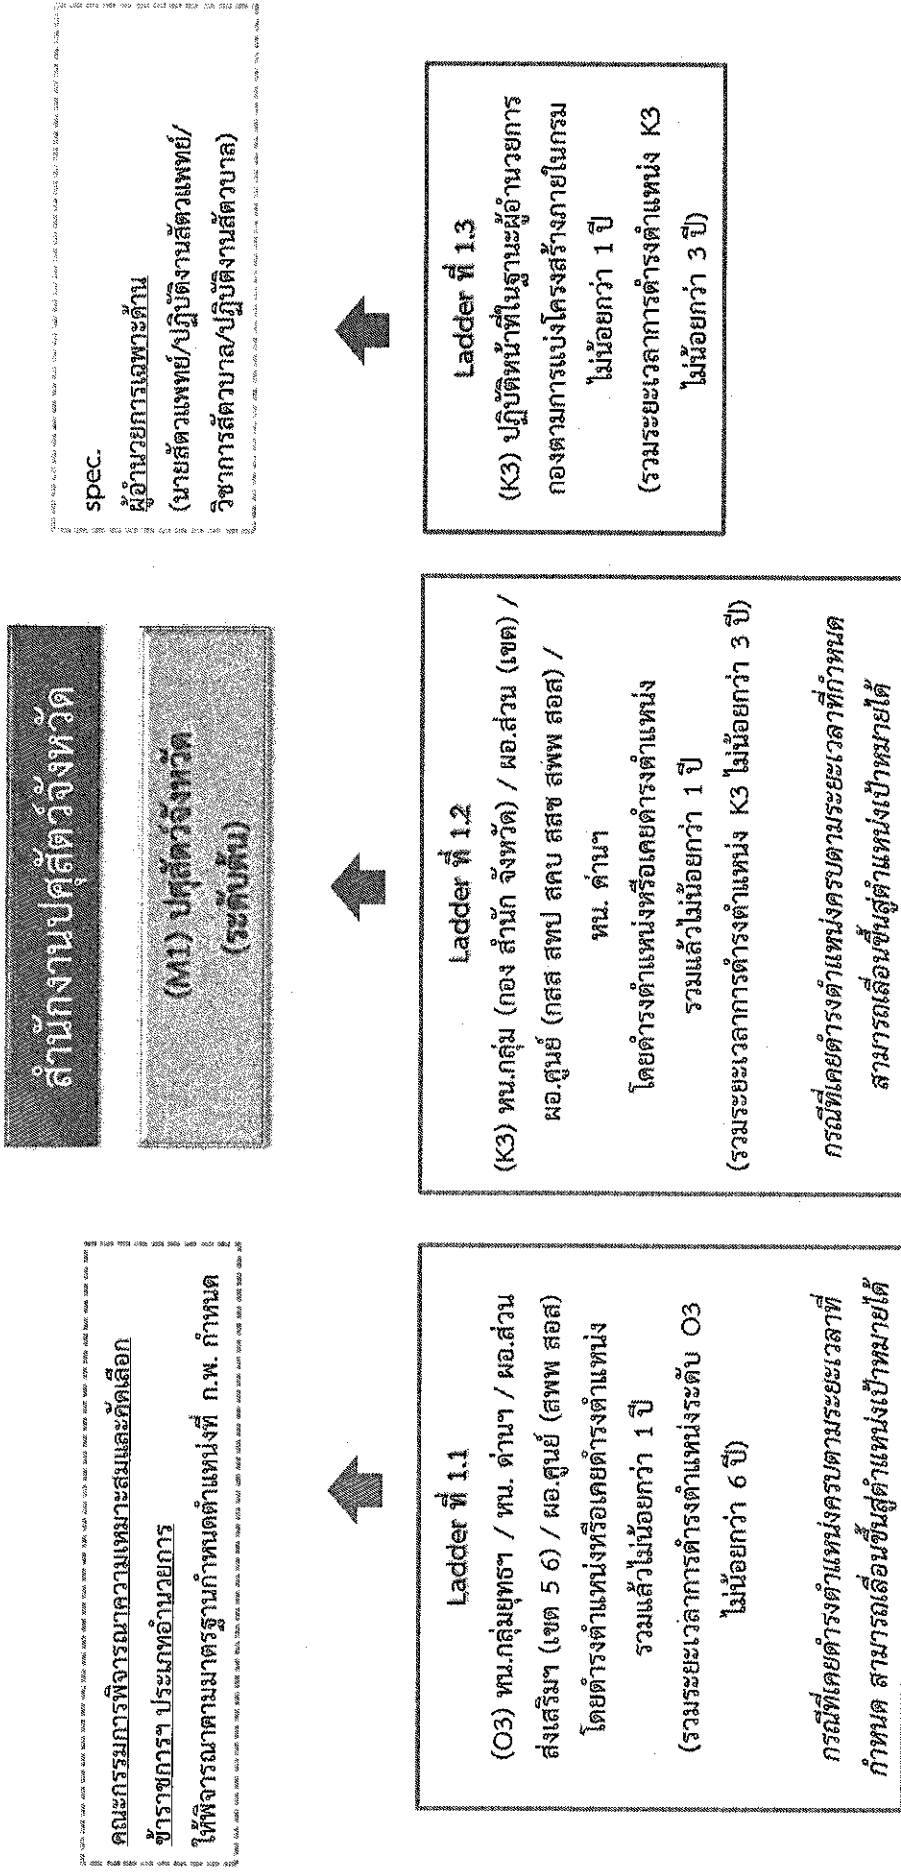 สำนักงานปศุสัตว์จังหวัด
(M1) ปศุสัตว์จังหวัด
(ระดับต้น)
คณะกรรมการพิจารณาความเหมาะสมและคัดเลือก
ข้าราชการฯ ประเภทอำนวยการ
ให้พิจารณาตามมาตรฐานกำหนดตำแหน่งที่ ก.พ. กำหนด
spec.
ผู้อำนวยการเฉพาะด้าน
(นายสัตวแพทย์/ปฏิบัติงานสัตวแพทย์/
วิชาการสัตวบาล/ปฏิบัติงานสัตวบาล)
Ladder ที่ 1.1
(O3) หน.กลุ่มยุทธฯ / หน. ด่านฯ / ผอ.ส่วน
ส่งเสริมฯ (เขต 5 6) / ผอ.ศูนย์ (สพพ สอส)
โดยดำรงตำแหน่งหรือเคยดำรงตำแหน่ง
รวมแล้วไม่น้อยกว่า 1 ปี
(รวมระยะเวลาการดำรงตำแหน่งระดับ O3
ไม่น้อยกว่า 6 ปี)
กรณีที่เคยดำรงตำแหน่งครบตามระยะเวลาที่
กำหนด สามารถเลื่อนขึ้นสู่ตำแหน่งเป้าหมายได้
Ladder ที่ 1.2
(K3) หน.กลุ่ม (กอง สำนัก จังหวัด) / ผอ.ส่วน (เขต) /
ผอ.ศูนย์ (กสส สทป สคบ สสช สพพ สอส) /
หน. ด่านฯ
โดยดำรงตำแหน่งหรือเคยดำรงตำแหน่ง
รวมแล้วไม่น้อยกว่า 1 ปี
(รวมระยะเวลาการดำรงตำแหน่ง K3 ไม่น้อยกว่า 3 ปี)
กรณีที่เคยดำรงตำแหน่งครบตามระยะเวลาที่กำหนด
สามารถเลื่อนขึ้นสู่ตำแหน่งเป้าหมายได้
Ladder ที่ 1.3
(K3) ปฏิบัติหน้าที่ในฐานะผู้อำนวยการ
กองตามการแบ่งโครงสร้างภายในกรม
ไม่น้อยกว่า 1 ปี
(รวมระยะเวลาการดำรงตำแหน่ง K3
ไม่น้อยกว่า 3 ปี)